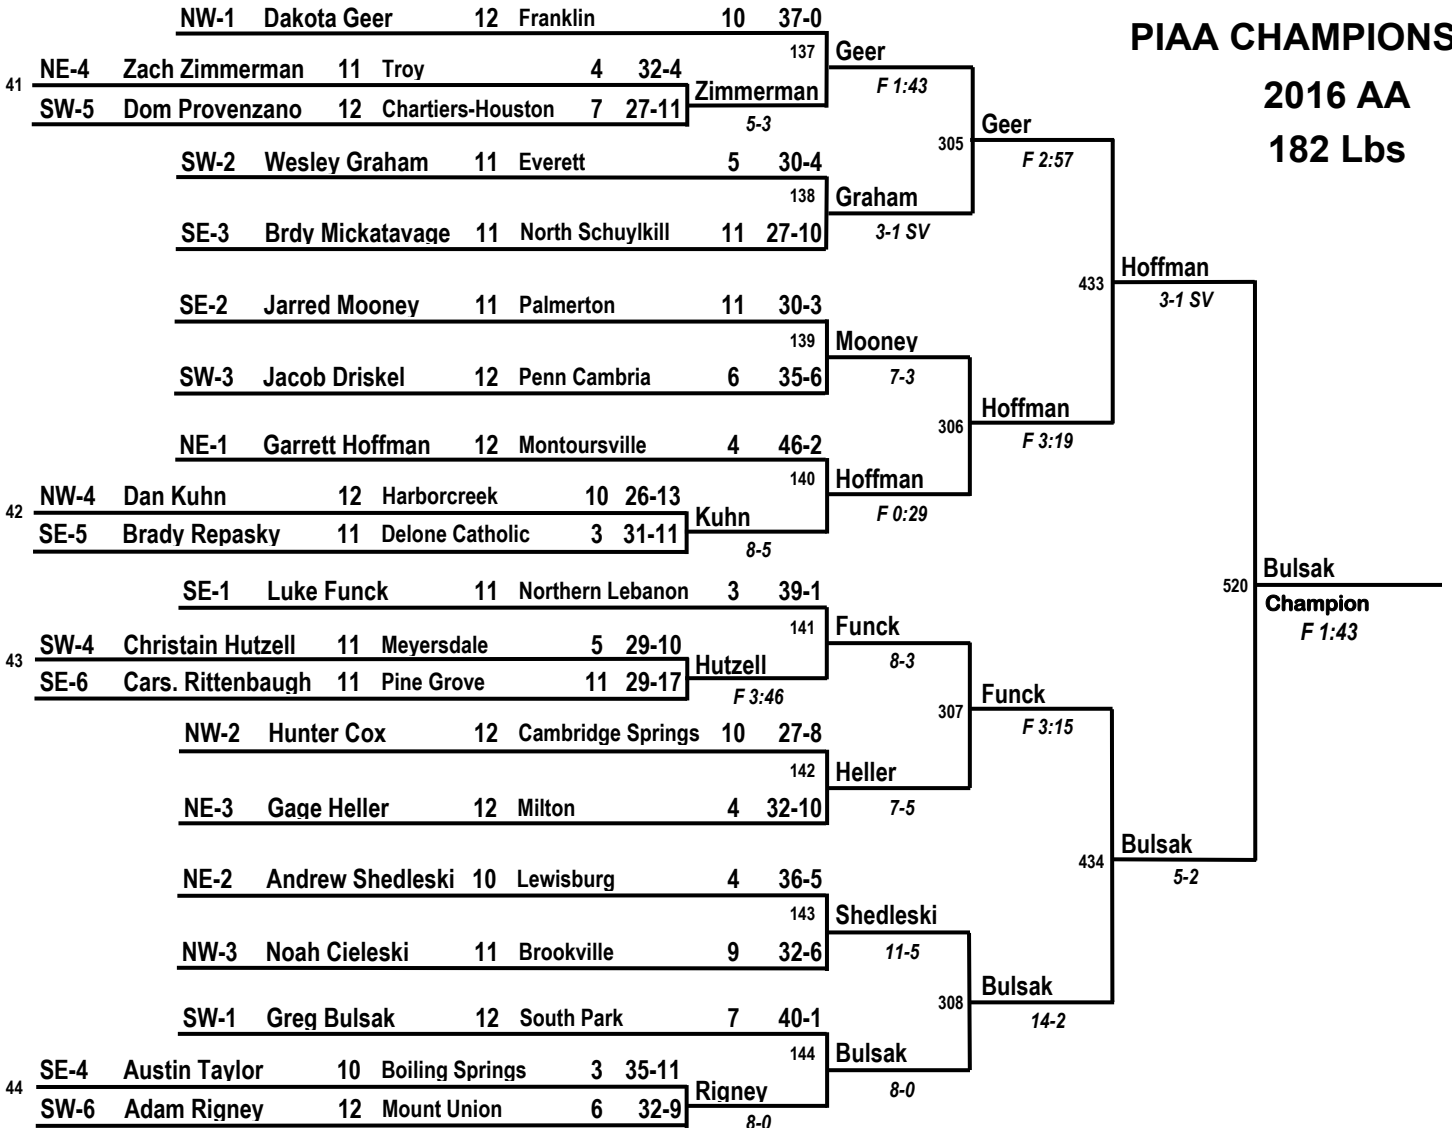 NW-1 Dakota Geer 12 Franklin 10 37-0
PIAA CHAMPIONS
137 Geer
41 NE-4 Zach Zimmerman 11 Troy 4 32-4
F 1:43
Zimmerman
2016 AA
SW-5 Dom Provenzano 12 Chartiers-Houston 7 27-11
5-3
Geer
305
182 Lbs
SW-2 Wesley Graham 11 Everett 5 30-4
F 2:57
138 Graham
SE-3 Brdy Mickatavage 11 North Schuylkill 11 27-10
3-1 SV
Hoffman
433
3-1 SV
SE-2 Jarred Mooney 11 Palmerton 11 30-3
139 Mooney
SW-3 Jacob Driskel 12 Penn Cambria 6 35-6
7-3
Hoffman
306
F 3:19
NE-1 Garrett Hoffman 12 Montoursville 4 46-2
140 Hoffman
42 NW-4 Dan Kuhn 12 Harborcreek 10 26-13
F 0:29
Kuhn
SE-5 Brady Repasky 11 Delone Catholic 3 31-11
8-5
Bulsak
520
Champion
F 1:43
SE-1 Luke Funck 11 Northern Lebanon 3 39-1
141 Funck
43 SW-4 Christain Hutzell 11 Meyersdale 5 29-10
8-3
Hutzell
SE-6 Cars. Rittenbaugh 11 Pine Grove 11 29-17
F 3:46
Funck
307
F 3:15
NW-2 Hunter Cox 12 Cambridge Springs 10 27-8
142 Heller
NE-3 Gage Heller 12 Milton 4 32-10
7-5
Bulsak
434
5-2
NE-2 Andrew Shedleski 10 Lewisburg 4 36-5
143 Shedleski
NW-3 Noah Cieleski 11 Brookville 9 32-6
11-5
Bulsak
308
14-2
SW-1 Greg Bulsak 12 South Park 7 40-1
144 Bulsak
44 SE-4 Austin Taylor 10 Boiling Springs 3 35-11
8-0
Rigney
SW-6 Adam Rigney 12 Mount Union 6 32-9
8-0